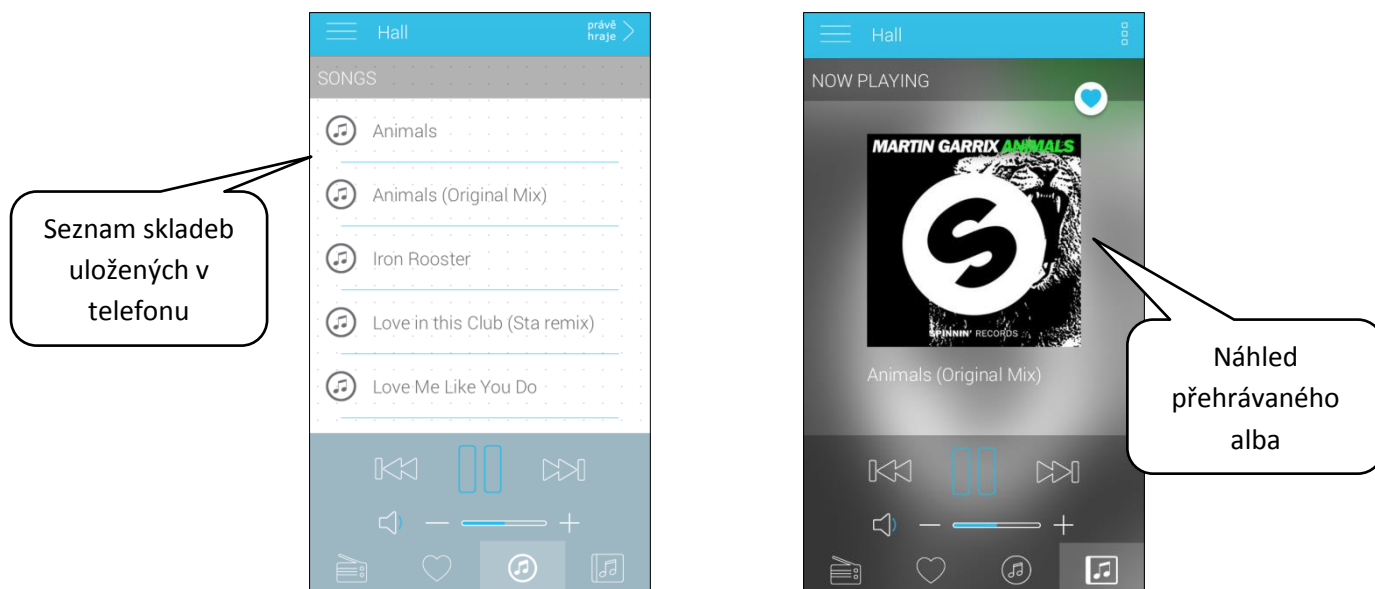 Hall
právě
hraje
SONGS
Animals
Animals (Original Mix)
Iron Rooster
Love in this Club (Sta remix)
Love Me Like You Do
Seznam skladeb
uložených v
telefonu
Hall
NOW PLAYING
MARTIN GARRIX ANIMALS
S
SPINNIN' RECORDS
Animals (Original Mix)
Náhled
přehrávaného
alba